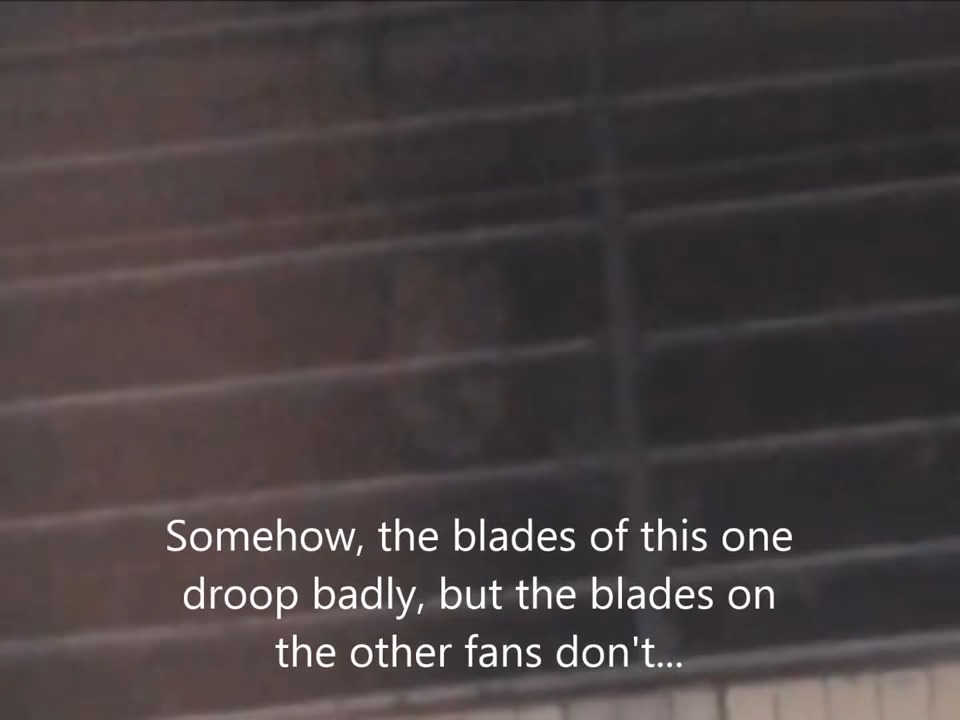 Somehow, the blades of this one
droop badly, but the blades on
the other fans don't...